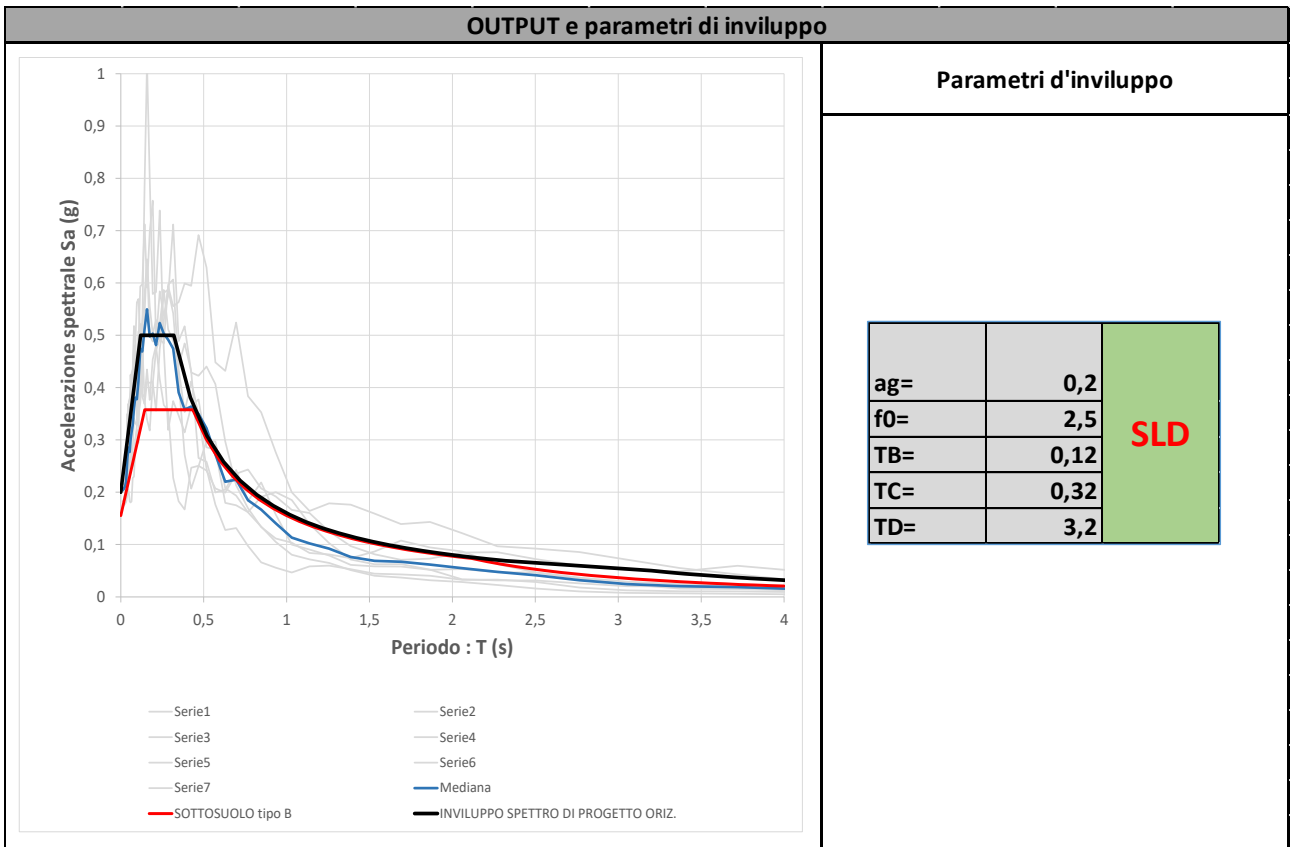 OUTPUT e parametri di inviluppo
Parametri d'inviluppo
Accelerazione spettrale Sa (g)
1
0,9
0,8
0,7
0,6
0,5
0,4
0,3
0,2
0,1
0
0 0,5 1 1,5 2 2,5 3 3,5 4
Periodo : T (s)
Serie1 Serie2
Serie3 Serie4
Serie5 Serie6
Serie7 Mediana
SOTTOSUOLO tipo B INVILUPPO SPETTRO DI PROGETTO ORIZ.
ag= 0,2
f0= 2,5
TB= 0,12
TC= 0,32
TD= 3,2
SLD